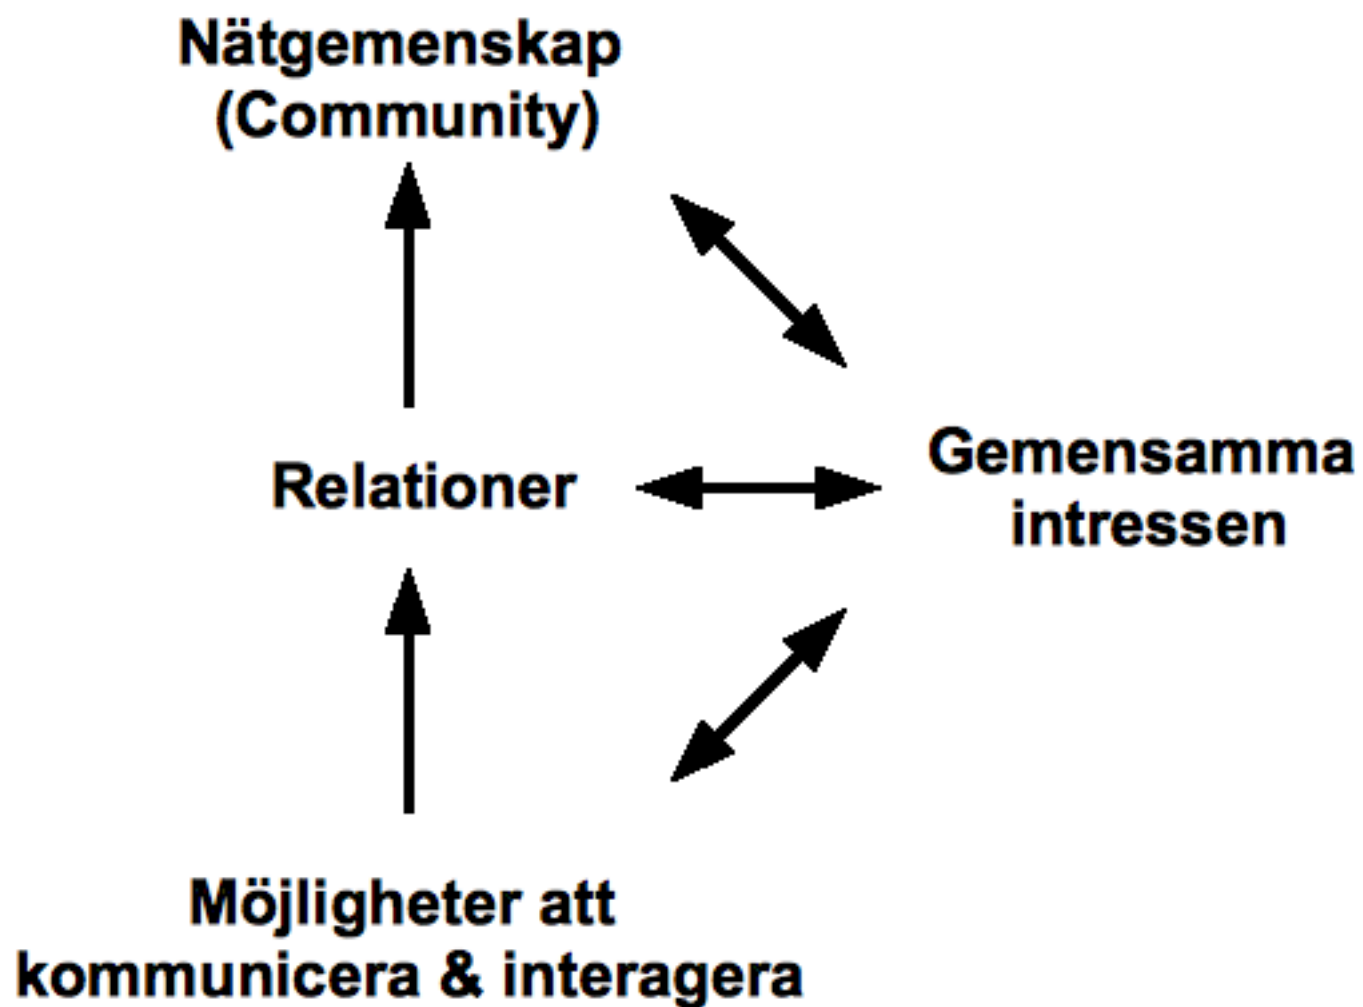 Nätgemenskap
(Community)
Relationer
Gemensamma
intressen
Möjligheter att
kommunicera & interagera